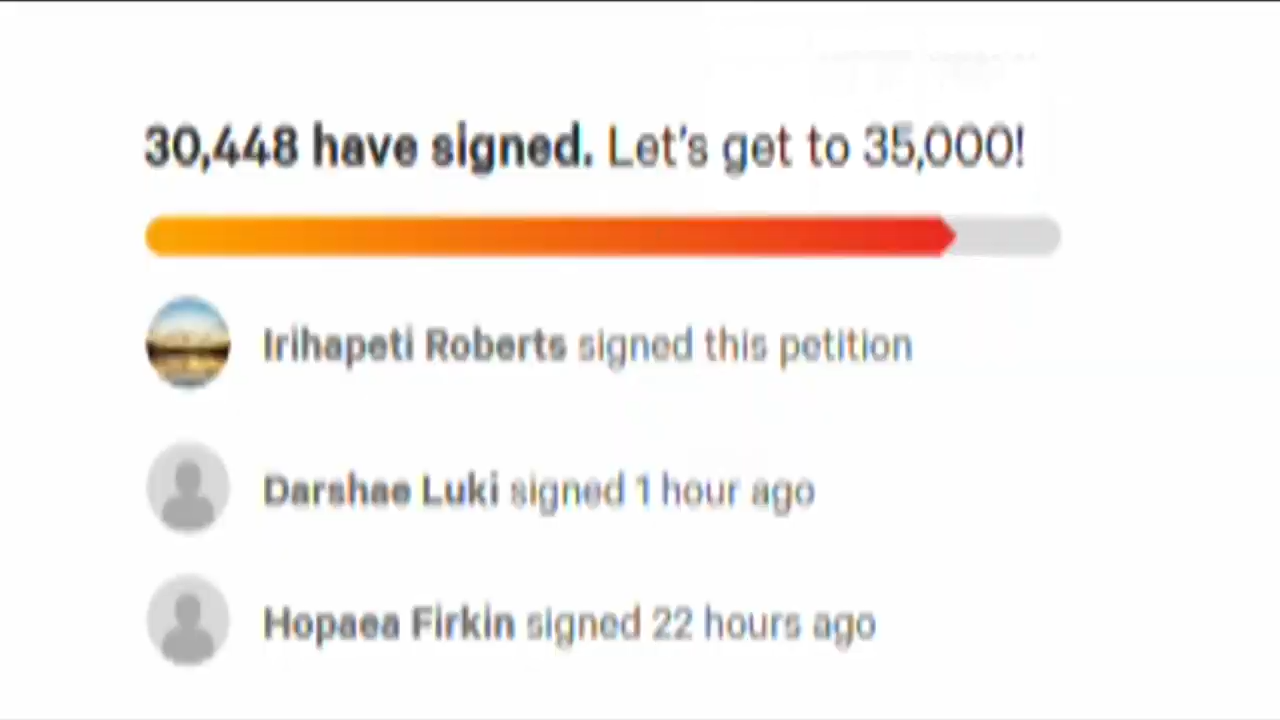 30,448 have signed. Let's get to 35,000!
Irihapeti Roberts signed this petition
Darshae Luki signed 1 hour ago
Hopaea Firkin signed 22 hours ago